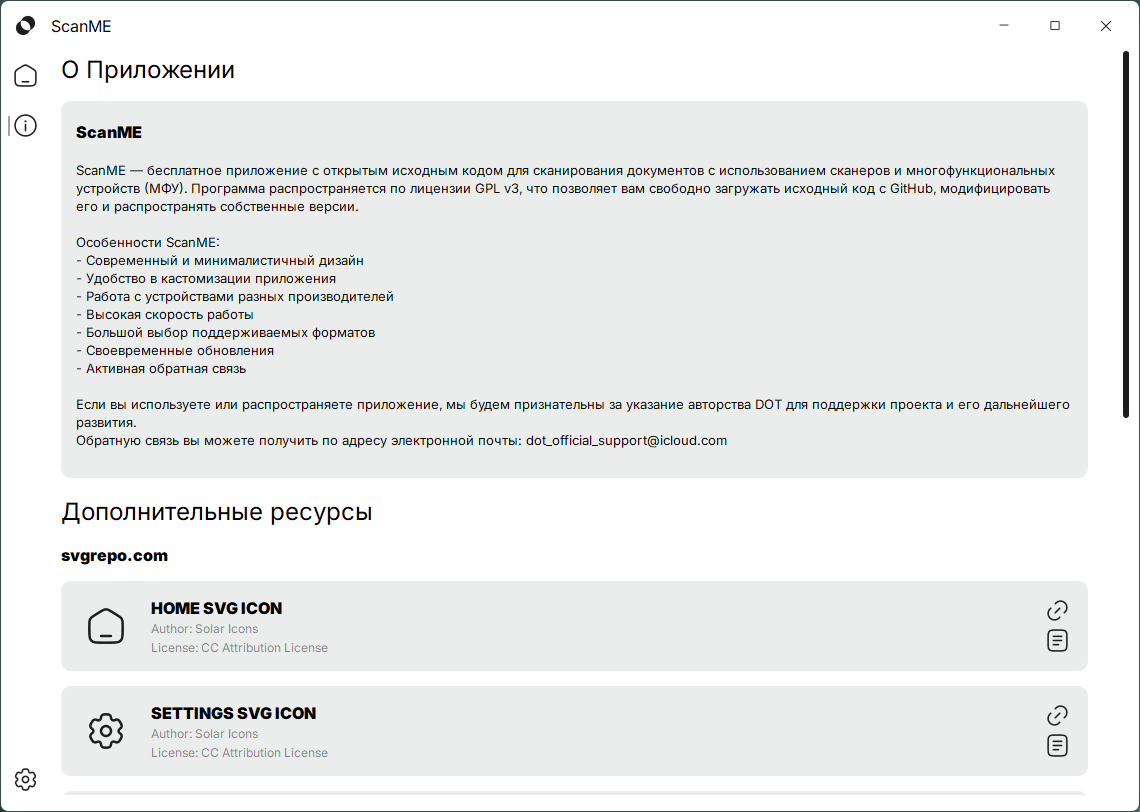 ScanME
О Приложении
ScanME
ScanME — бесплатное приложение с открытым исходным кодом для сканирования документов с использованием сканеров и многофункциональных
устройств (МФУ). Программа распространяется по лицензии GPL v3, что позволяет вам свободно загружать исходный код с GitHub, модифицировать
его и распространять собственные версии.
Особенности ScanME:
- Современный и минималистичный дизайн
- Удобство в кастомизации приложения
- Работа с устройствами разных производителей
- Высокая скорость работы
- Большой выбор поддерживаемых форматов
- Своевременные обновления
- Активная обратная связь
Если вы используете или распространяете приложение, мы будем признательны за указание авторства DOT для поддержки проекта и его дальнейшего
развития.
Обратную связь вы можете получить по адресу электронной почты: dot_official_support@icloud.com
Дополнительные ресурсы
svgrepo.com
HOME SVG ICON
Author: Solar Icons
License: CC Attribution License
SETTINGS SVG ICON
Author: Solar Icons
License: CC Attribution License